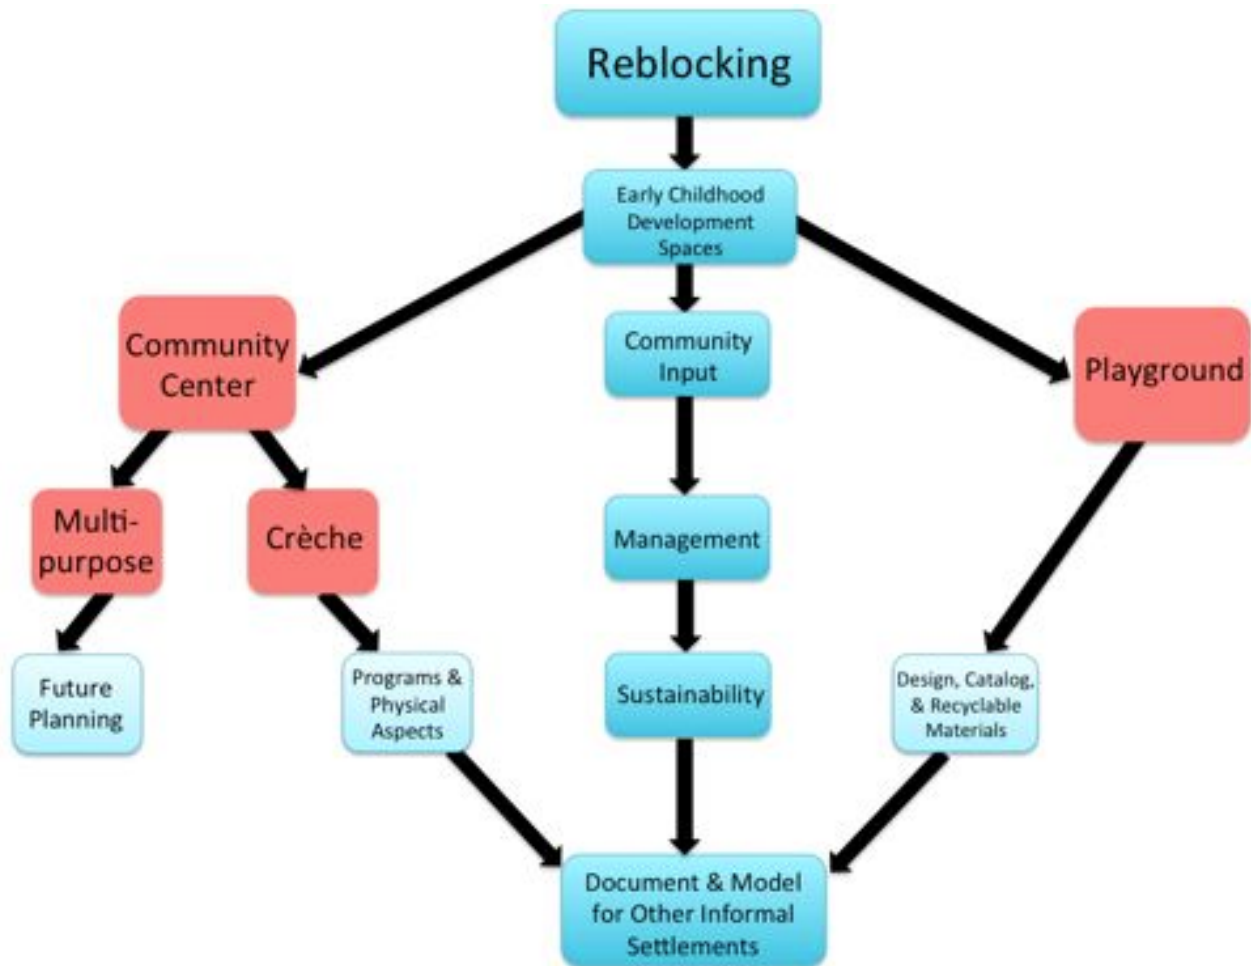 Reblocking
Early Childhood
Development
Spaces
Community
Center
Community
Input
Playground
Multi-
purpose
Crèche
Management
Future
Planning
Programs &
Physical
Aspects
Sustainability
Design, Catalog,
& Recyclable
Materials
Document & Model
for Other Informal
Settlements